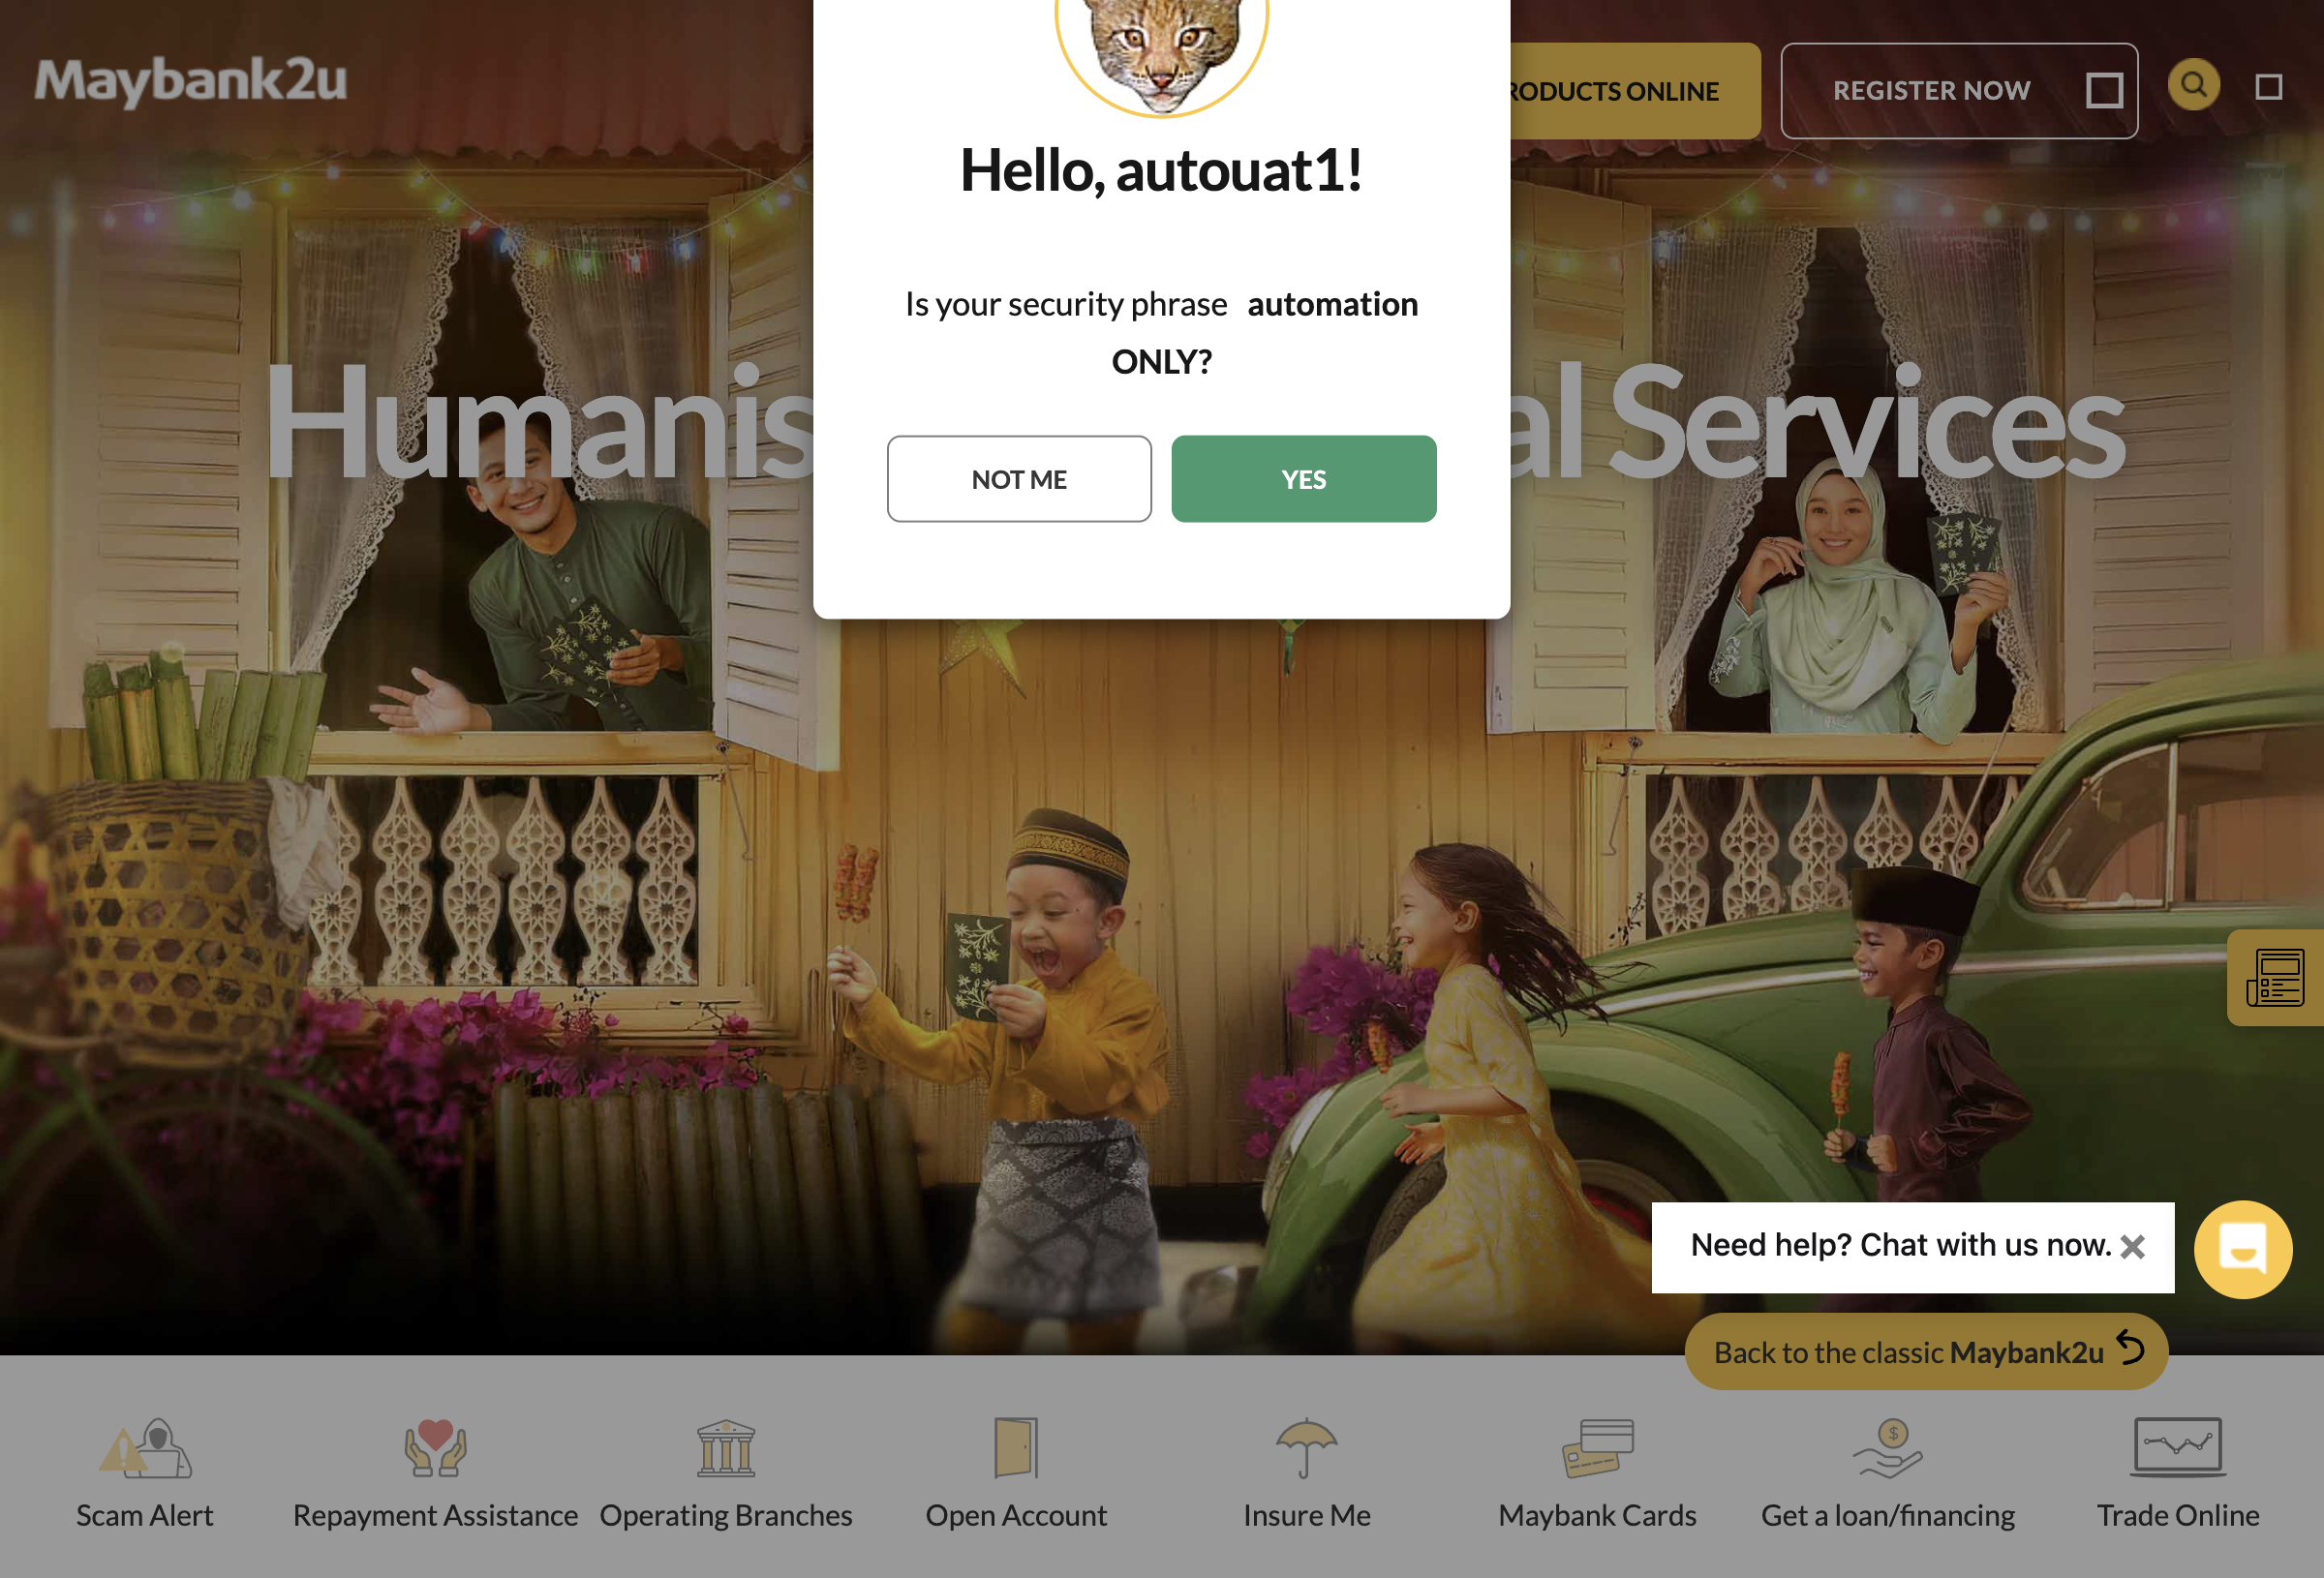 Maybank2u
RODUCTS ONLINE
REGISTER NOW
Hello, autouat1!
Is your security phrase automation
ONLY?
NOT ME
YES
Humanis
al Services
Need help? Chat with us now.
Back to the classic Maybank2u
Scam Alert
Repayment Assistance
Operating Branches
Open Account
Insure Me
Maybank Cards
Get a loan/financing
Trade Online